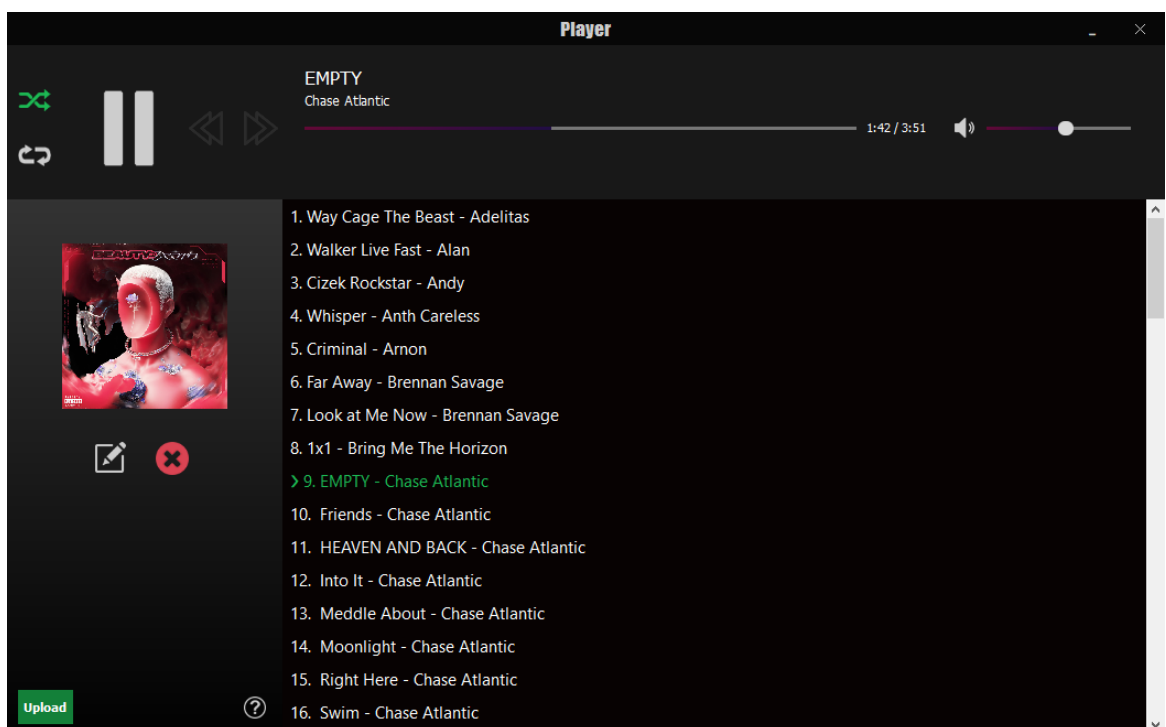 Player
EMPTY
Chase Atlantic
1:42 / 3:51
1. Way Cage The Beast - Adelitas
2. Walker Live Fast - Alan
3. Cizek Rockstar - Andy
4. Whisper - Anth Careless
5. Criminal - Arnon
6. Far Away - Brennan Savage
7. Look at Me Now - Brennan Savage
8. 1x1 - Bring Me The Horizon
9. EMPTY - Chase Atlantic
10. Friends - Chase Atlantic
11. HEAVEN AND BACK - Chase Atlantic
12. Into It - Chase Atlantic
13. Meddle About - Chase Atlantic
14. Moonlight - Chase Atlantic
15. Right Here - Chase Atlantic
16. Swim - Chase Atlantic
BEAUTY
Upload
?